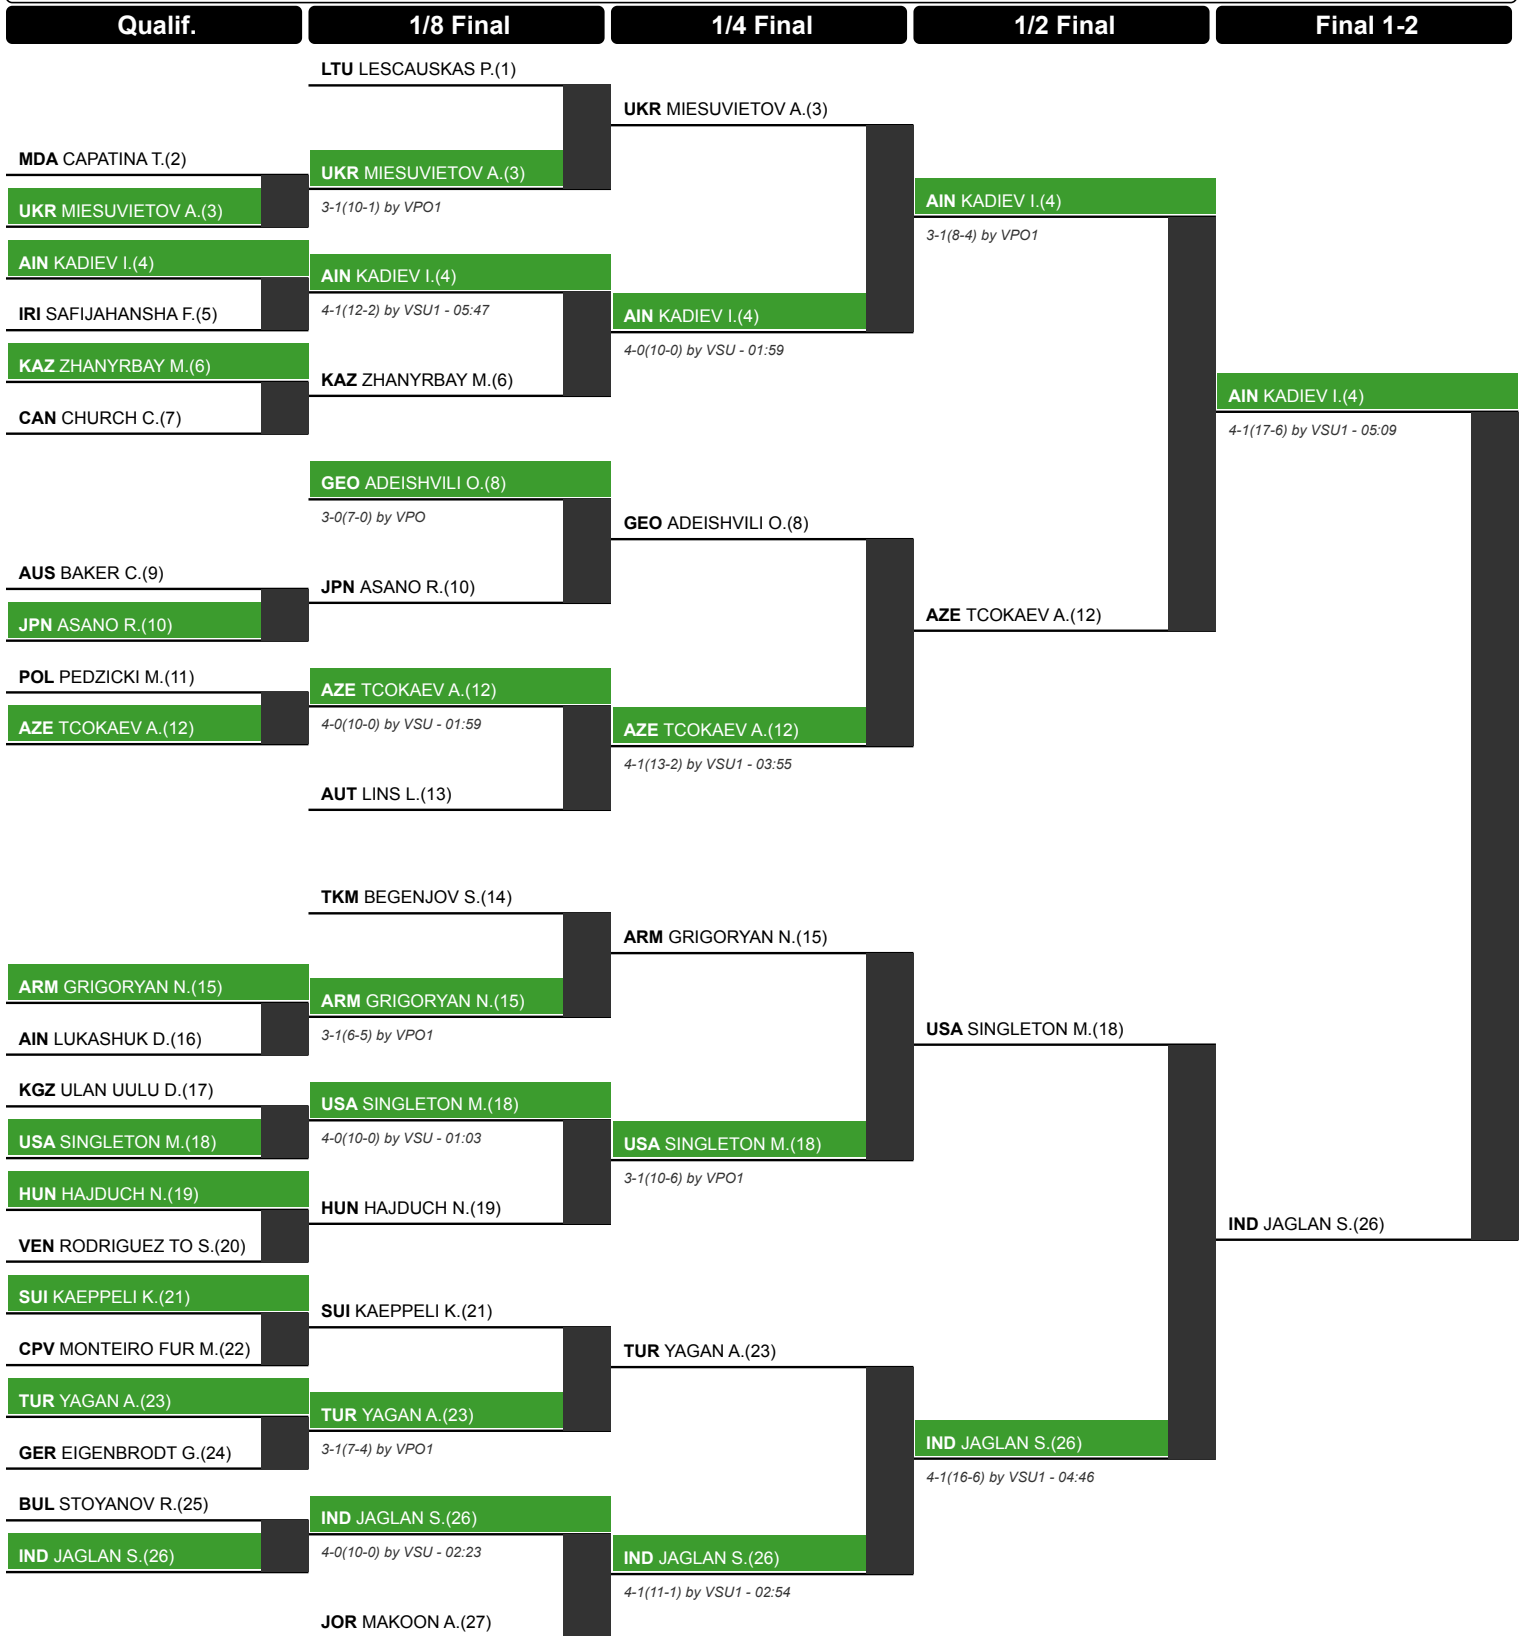 Qualif.
1/8 Final
1/4 Final
1/2 Final
Final 1-2
MDA CAPATINA T.(2)
UKR MIESUVIETOV A.(3)
AIN KADIEV I.(4)
IRI SAFIJAHANSHA F.(5)
KAZ ZHANYRBAY M.(6)
CAN CHURCH C.(7)
AUS BAKER C.(9)
JPN ASANO R.(10)
POL PEDZICKI M.(11)
AZE TCOKAEV A.(12)
ARM GRIGORYAN N.(15)
AIN LUKASHUK D.(16)
KGZ ULAN UULU D.(17)
USA SINGLETON M.(18)
HUN HAJDUCH N.(19)
VEN RODRIGUEZ TO S.(20)
SUI KAEPPELI K.(21)
CPV MONTEIRO FUR M.(22)
TUR YAGAN A.(23)
GER EIGENBRODT G.(24)
BUL STOYANOV R.(25)
IND JAGLAN S.(26)
LTU LESCAUSKAS P.(1)
UKR MIESUVIETOV A.(3)
3-1(10-1) by VPO1
AIN KADIEV I.(4)
4-1(12-2) by VSU1 - 05:47
KAZ ZHANYRBAY M.(6)
GEO ADEISHVILI O.(8)
3-0(7-0) by VPO
JPN ASANO R.(10)
AZE TCOKAEV A.(12)
4-0(10-0) by VSU - 01:59
AUT LINS L.(13)
TKM BEGENJOV S.(14)
ARM GRIGORYAN N.(15)
3-1(6-5) by VPO1
USA SINGLETON M.(18)
4-0(10-0) by VSU - 01:03
HUN HAJDUCH N.(19)
SUI KAEPPELI K.(21)
TUR YAGAN A.(23)
3-1(7-4) by VPO1
IND JAGLAN S.(26)
4-0(10-0) by VSU - 02:23
JOR MAKOON A.(27)
UKR MIESUVIETOV A.(3)
AIN KADIEV I.(4)
4-0(10-0) by VSU - 01:59
GEO ADEISHVILI O.(8)
AZE TCOKAEV A.(12)
4-1(13-2) by VSU1 - 03:55
ARM GRIGORYAN N.(15)
USA SINGLETON M.(18)
3-1(10-6) by VPO1
TUR YAGAN A.(23)
IND JAGLAN S.(26)
4-1(11-1) by VSU1 - 02:54
AIN KADIEV I.(4)
3-1(8-4) by VPO1
AZE TCOKAEV A.(12)
USA SINGLETON M.(18)
IND JAGLAN S.(26)
4-1(16-6) by VSU1 - 04:46
AIN KADIEV I.(4)
4-1(17-6) by VSU1 - 05:09
IND JAGLAN S.(26)